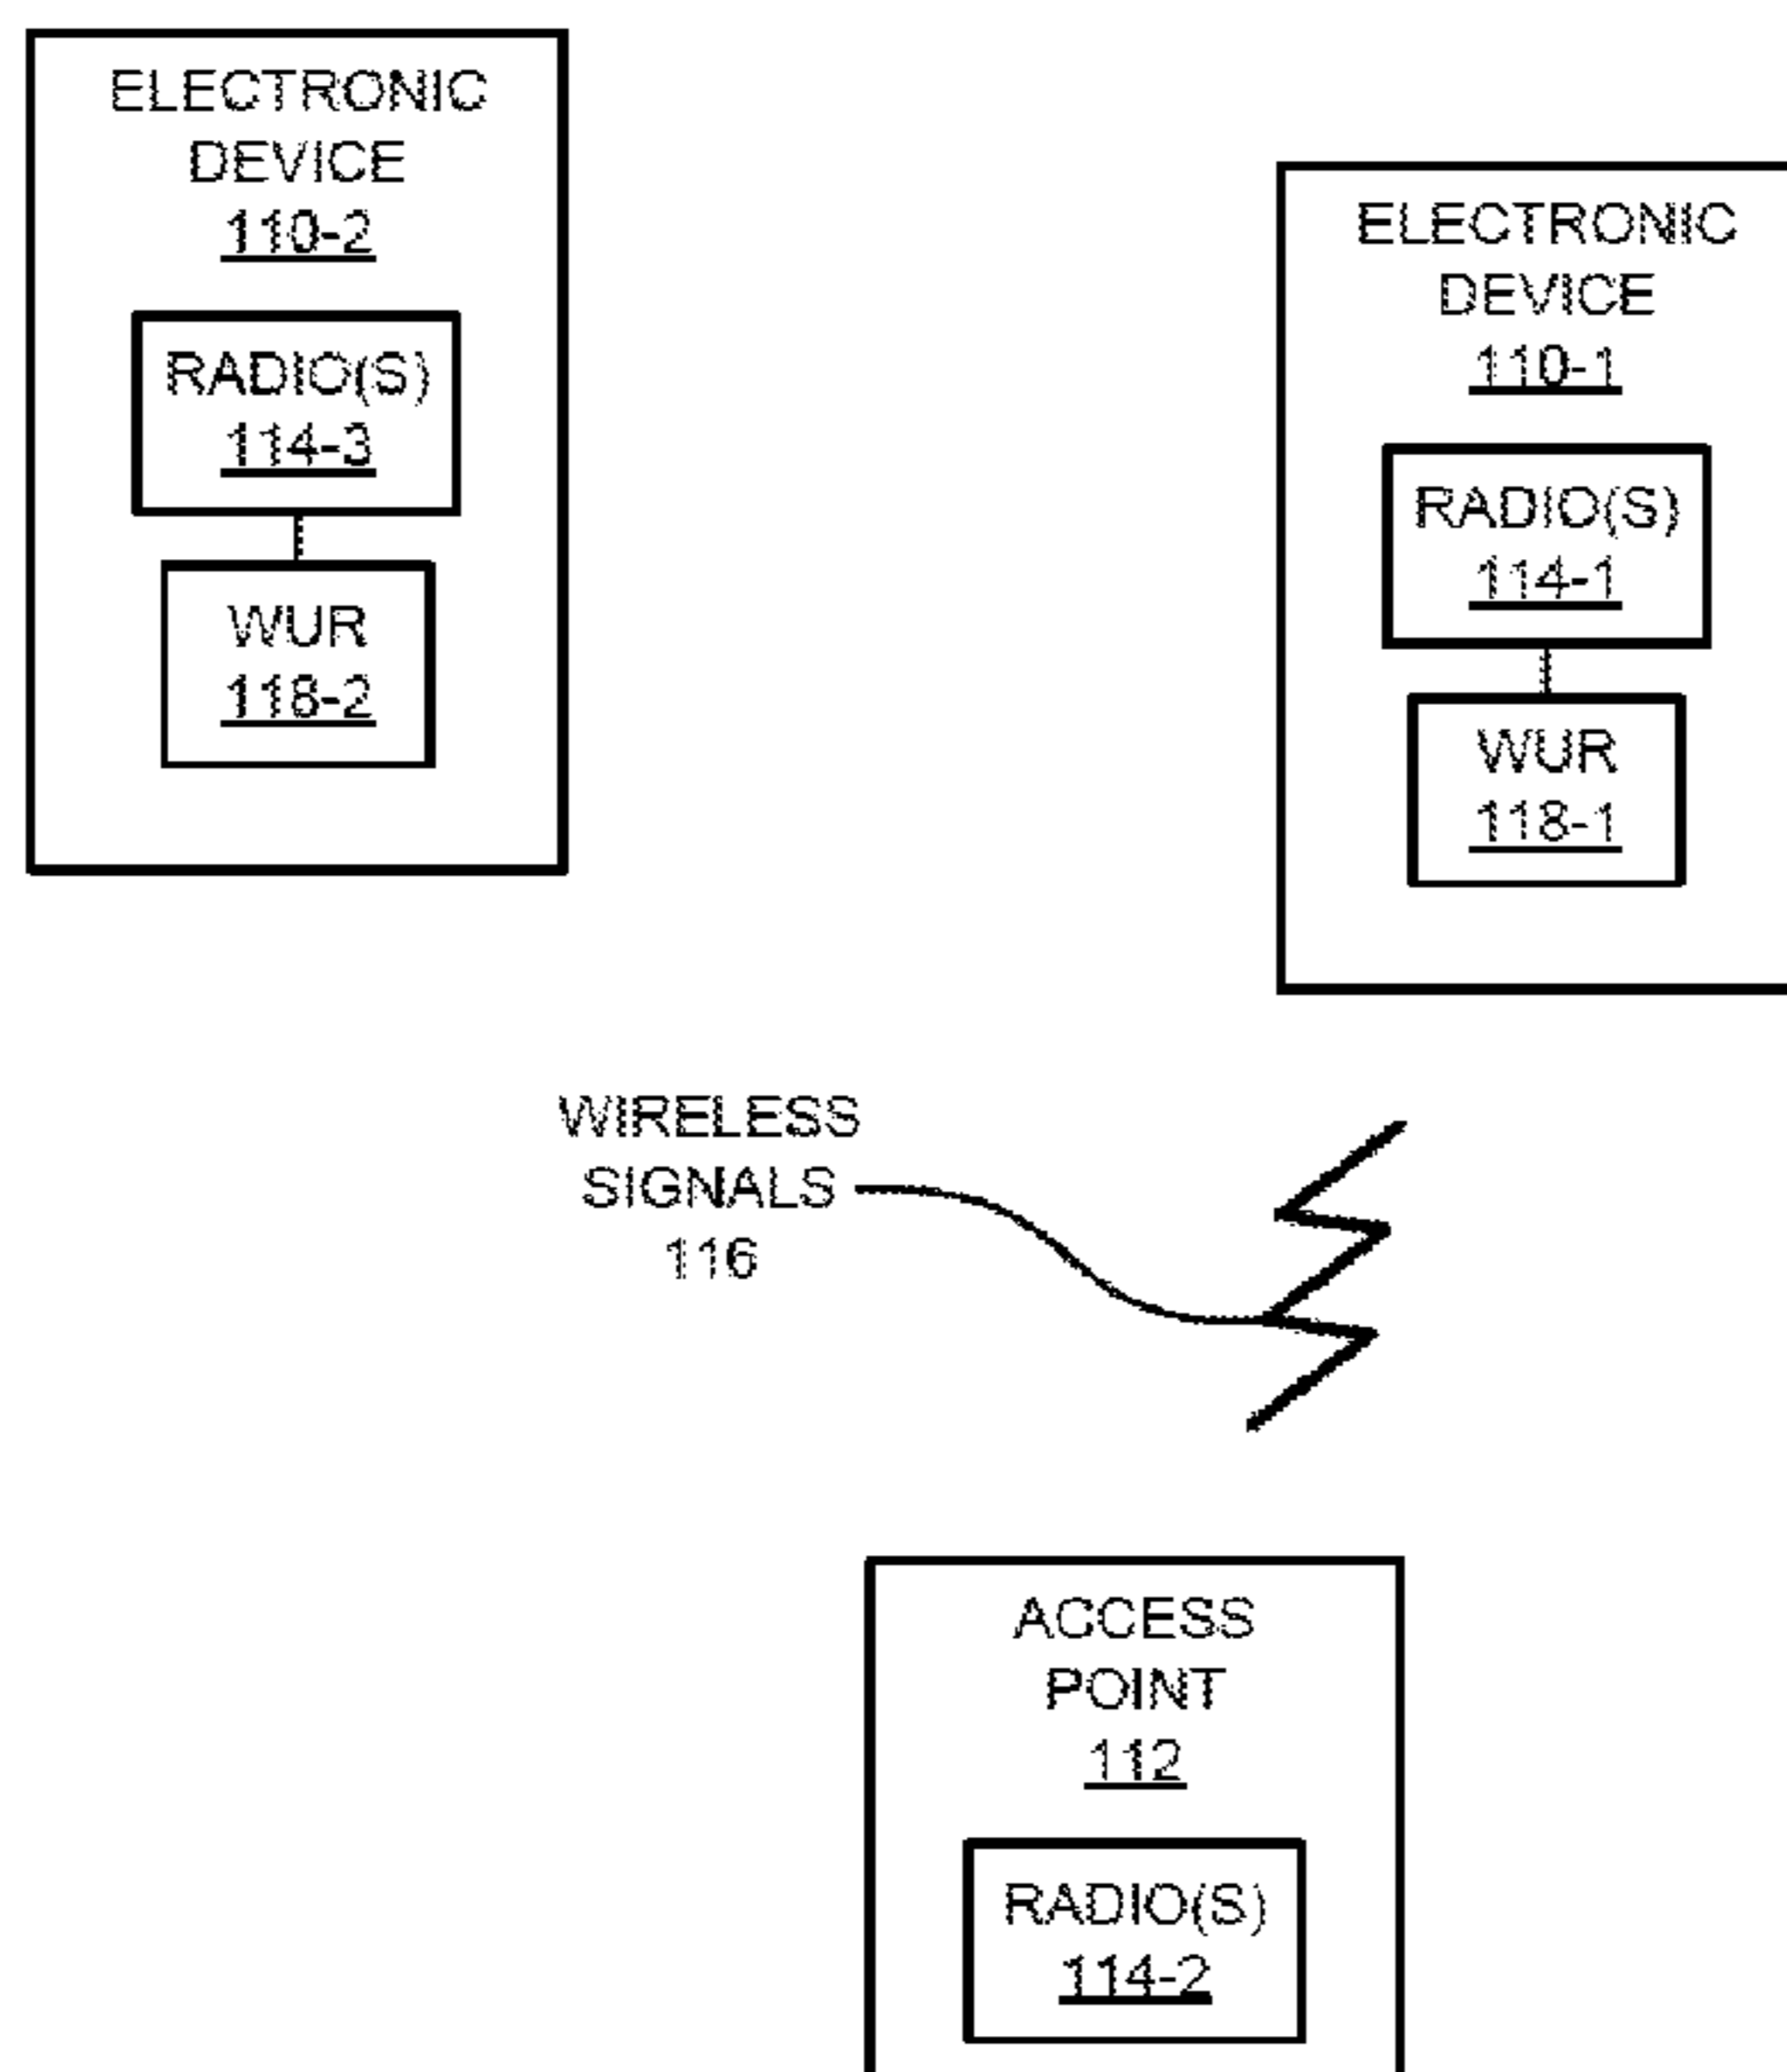 ELECTRONIC
DEVICE
110-2
RADIO(S)
114-3
WUR
118-2
ELECTRONIC
DEVICE
110-1
RADIO(S)
114-1
WUR
118-1
WIRELESS
SIGNALS
116
ACCESS
POINT
112
RADIO(S)
114-2